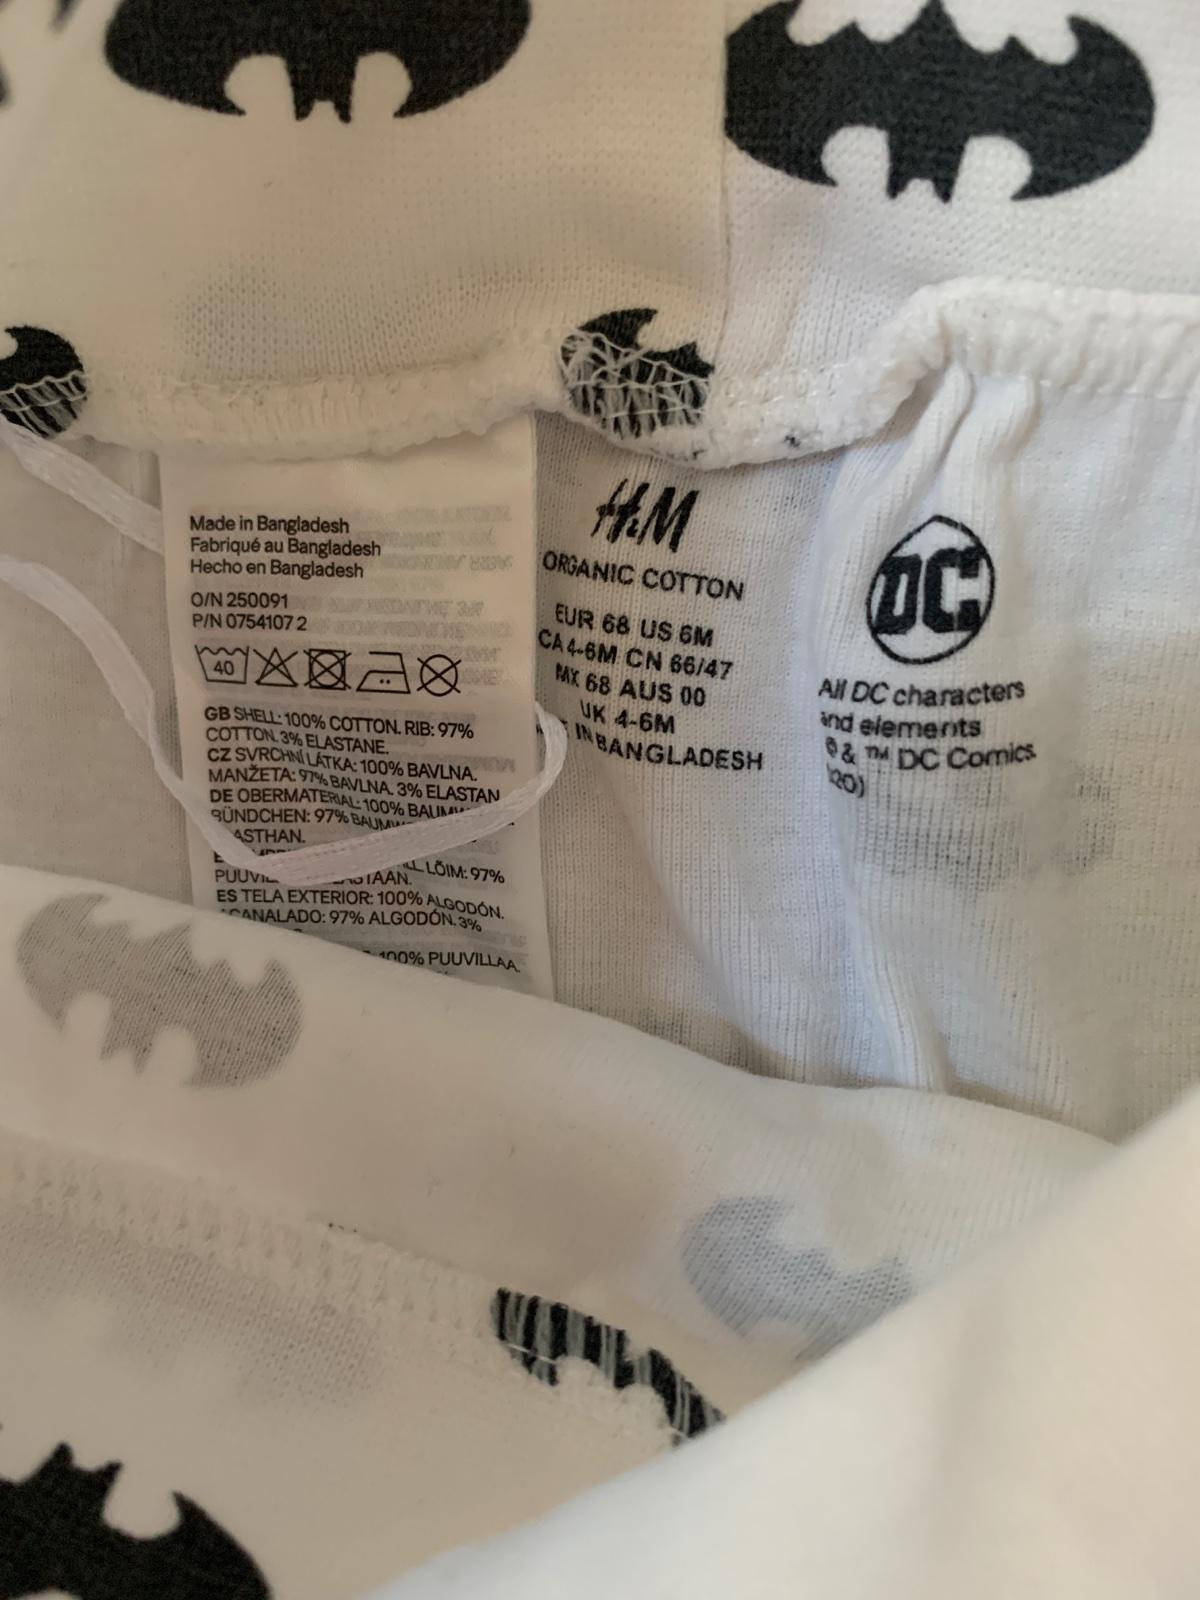 Made in Bangladesh
Fabriqué au Bangladesh
Hecho en Bangladesh
O/N 250091
P/N 0754107 2
40
GB SHELL: 100% COTTON. RIB: 97%
COTTON. 3% ELASTANE.
CZ SVRCHNÍ LÁTKA: 100% BAVLNA.
MANŽETA: 97% BAVLNA. 3% ELASTAN
DE OBERMATERIAL: 100%
BÜNDCHEN: 97%
LÕIM: 97%
ES TELA EXTERIOR: 100% ALGODÓN.
97% ALGODÓN. 3%
100% PUUVILLAA.
H&M
ORGANIC COTTON
EUR 68 US 6M
CA 4-6M CN 66/47
MX 68 AUS 00
UK 4-6M
IN BANGLADESH
DC
All DC characters
and elements
© & ™ DC Comics.